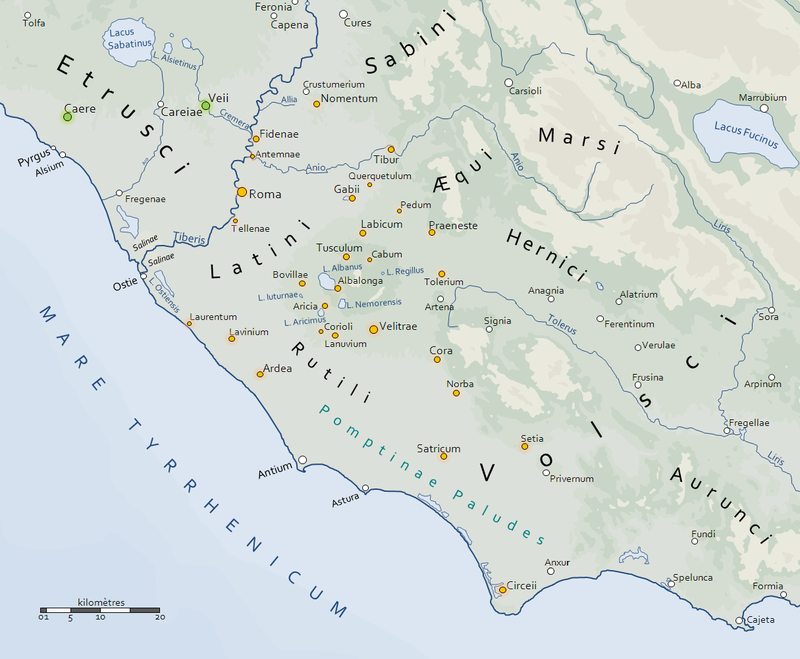 Feronia
Tolfa
Capena
Cures
Lacus
Sabatinus
L. Alsietinus
Sabini
Etrusci
Crustumerium
Carsioli
Alba
Marrubium
Caere
Careiae
Veii
Allia
Nomentum
Cremera
Lacus Fucinus
Fidenae
Marsi
Pyrgus
Alsium
Antemnae
Anio
Tibur
Æqui
Anio
Querquetulum
Roma
Gabii
Fregenae
Pedum
Tellenae
Labicum
Praeneste
Liris
Salinae
Tiberis
Latini
Hernici
Tusculum
Cabum
Salinae
Ostie
L. Ostiensis
Bovillae
L. Albanus
L. Regillus
Albalonga
Tolerium
L. Iuturnae
Aricia
L. Nemorensis
Artena
Anagnia
Alatrium
L. Aricimus
Laurentum
Corioli
Velitrae
Signia
Tolerus
Ferentinum
Sora
Lavinium
Lanuvium
Verulae
Rutili
Cora
Ardea
Norba
Frusina
Arpinum
MARE TYRRHENICUM
Pomptinae Paludes
Volsci
Fregellae
Setia
Satricum
Liris
Antium
Privernum
Aurunci
Astura
Fundi
Anxur
Circeii
Spelunca
Formia
Cajeta
kilomètres
0 1 5 10 20